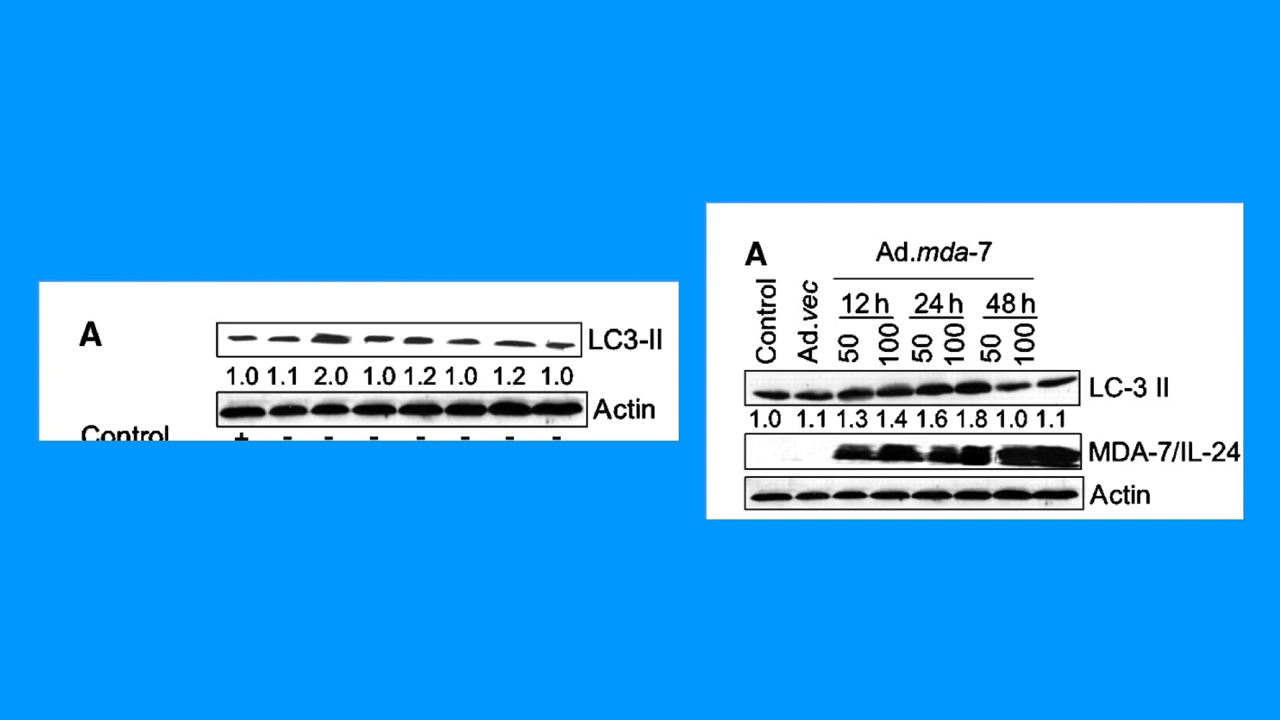 A
LC3-II
1.0 1.1 2.0 1.0 1.2 1.0 1.2 1.0
Actin
Control + - - - - - - -
A
Ad.mda-7
Control Ad.vec 12 h 24 h 48 h
50 100 50 100 50 100
LC-3 II
1.0 1.1 1.3 1.4 1.6 1.8 1.0 1.1
MDA-7/IL-24
Actin